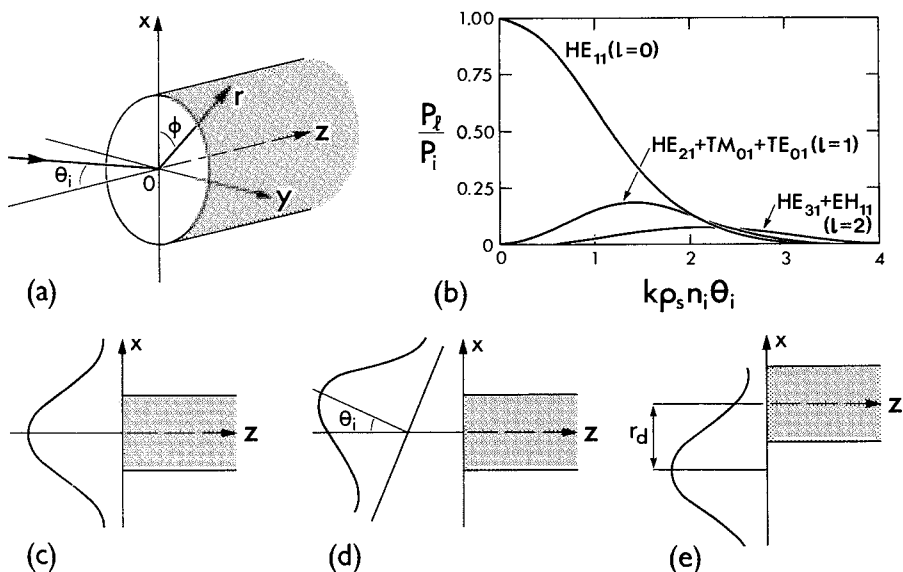 x
r
ϕ
z
θi
0
y
(a)
1.00
0.75
0.50
0.25
0
Pℓ
Pi
HE11(l=0)
HE21+TM01+TE01(l=1)
HE31+EH11
(l=2)
0 1 2 3 4
kρsniθi
(b)
x
z
(c)
x
θi
z
(d)
x
z
rd
(e)